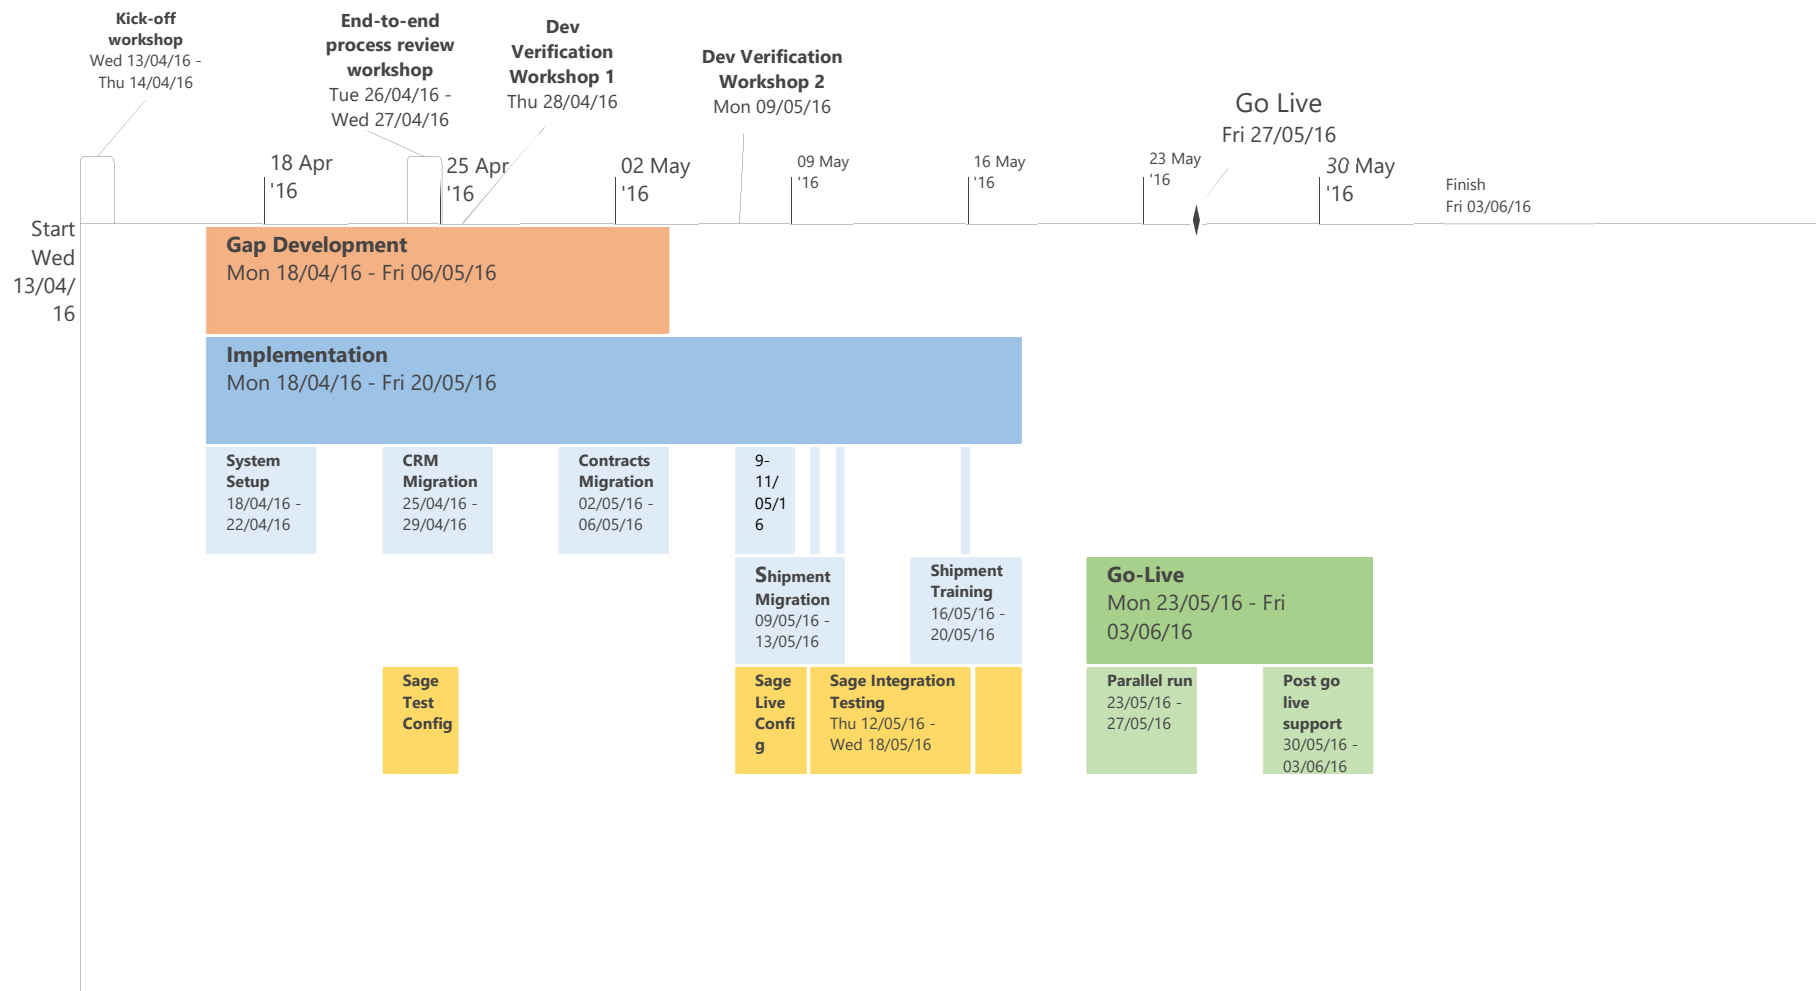 Kick-off
workshop
Wed 13/04/16 -
Thu 14/04/16
End-to-end
process review
workshop
Tue 26/04/16 -
Wed 27/04/16
Dev
Verification
Workshop 1
Thu 28/04/16
Dev Verification
Workshop 2
Mon 09/05/16
Go Live
Fri 27/05/16
18 Apr
'16
25 Apr
'16
02 May
'16
09 May
'16
16 May
'16
23 May
'16
30 May
'16
Finish
Fri 03/06/16
Start
Wed
13/04/
16
Gap Development
Mon 18/04/16 - Fri 06/05/16
Implementation
Mon 18/04/16 - Fri 20/05/16
System
Setup
18/04/16 -
22/04/16
CRM
Migration
25/04/16 -
29/04/16
Contracts
Migration
02/05/16 -
06/05/16
9-
11/
05/1
6
Shipment
Migration
09/05/16 -
13/05/16
Shipment
Training
16/05/16 -
20/05/16
Go-Live
Mon 23/05/16 - Fri
03/06/16
Sage
Test
Config
Sage
Live
Confi
g
Sage Integration
Testing
Thu 12/05/16 -
Wed 18/05/16
Parallel run
23/05/16 -
27/05/16
Post go
live
support
30/05/16 -
03/06/16